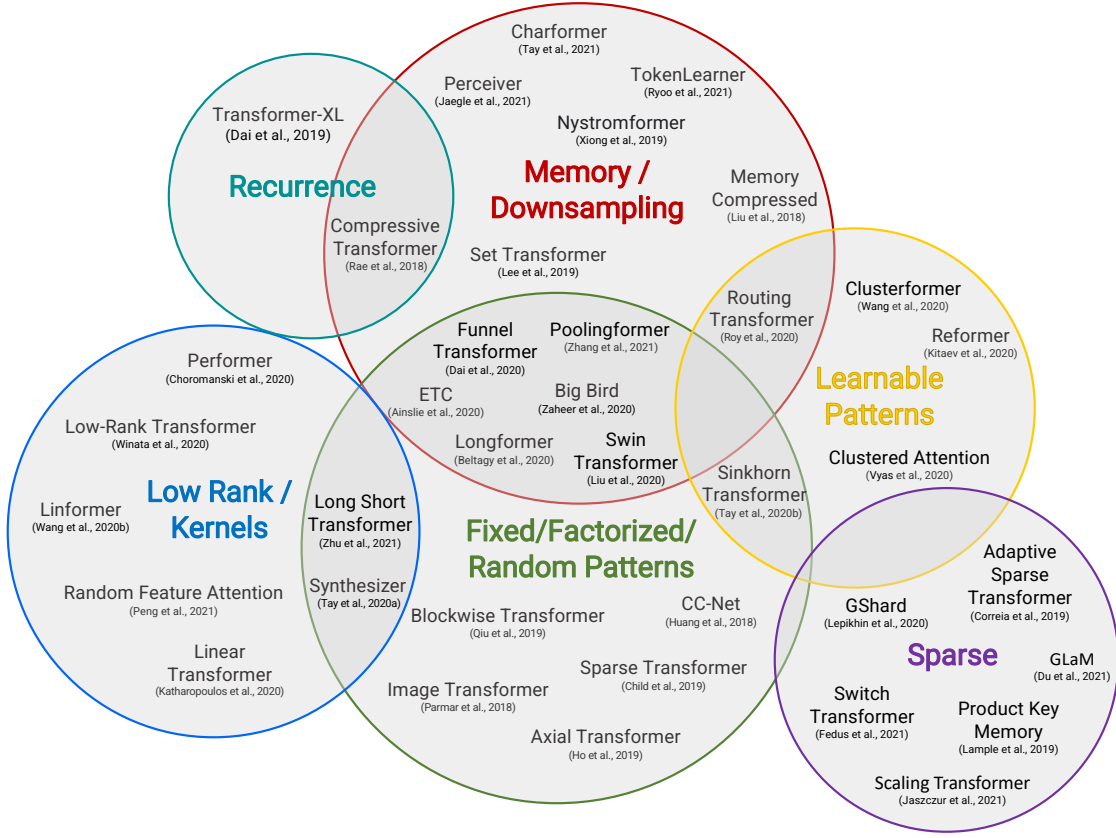 Charformer
(Tay et al., 2021)
Perceiver
(Jaegle et al., 2021)
TokenLearner
(Ryoo et al., 2021)
Transformer-XL
(Dai et al., 2019)
Nystromformer
(Xiong et al., 2019)
Recurrence
Memory /
Downsampling
Memory
Compressed
(Liu et al., 2018)
Compressive
Transformer
(Rae et al., 2018)
Set Transformer
(Lee et al., 2019)
Routing
Transformer
(Roy et al., 2020)
Clusterformer
(Wang et al., 2020)
Reformer
(Kitaev et al., 2020)
Funnel
Transformer
(Dai et al., 2020)
Poolingformer
(Zhang et al., 2021)
Performer
(Choromanski et al., 2020)
ETC
(Ainslie et al., 2020)
Big Bird
(Zaheer et al., 2020)
Learnable
Patterns
Low-Rank Transformer
(Winata et al., 2020)
Longformer
(Beltagy et al., 2020)
Swin
Transformer
(Liu et al., 2020)
Clustered Attention
(Vyas et al., 2020)
Sinkhorn
Transformer
(Tay et al., 2020b)
Linformer
(Wang et al., 2020b)
Low Rank /
Kernels
Long Short
Transformer
(Zhu et al., 2021)
Fixed/Factorized/
Random Patterns
Adaptive
Sparse
Transformer
(Correia et al., 2019)
Random Feature Attention
(Peng et al., 2021)
Synthesizer
(Tay et al., 2020a)
Blockwise Transformer
(Qiu et al., 2019)
CC-Net
(Huang et al., 2018)
GShard
(Lepikhin et al., 2020)
Sparse
GLaM
(Du et al., 2021)
Linear
Transformer
(Katharopoulos et al., 2020)
Sparse Transformer
(Child et al., 2019)
Image Transformer
(Parmar et al., 2018)
Switch
Transformer
(Fedus et al., 2021)
Product Key
Memory
(Lample et al., 2019)
Axial Transformer
(Ho et al., 2019)
Scaling Transformer
(Jaszczur et al., 2021)